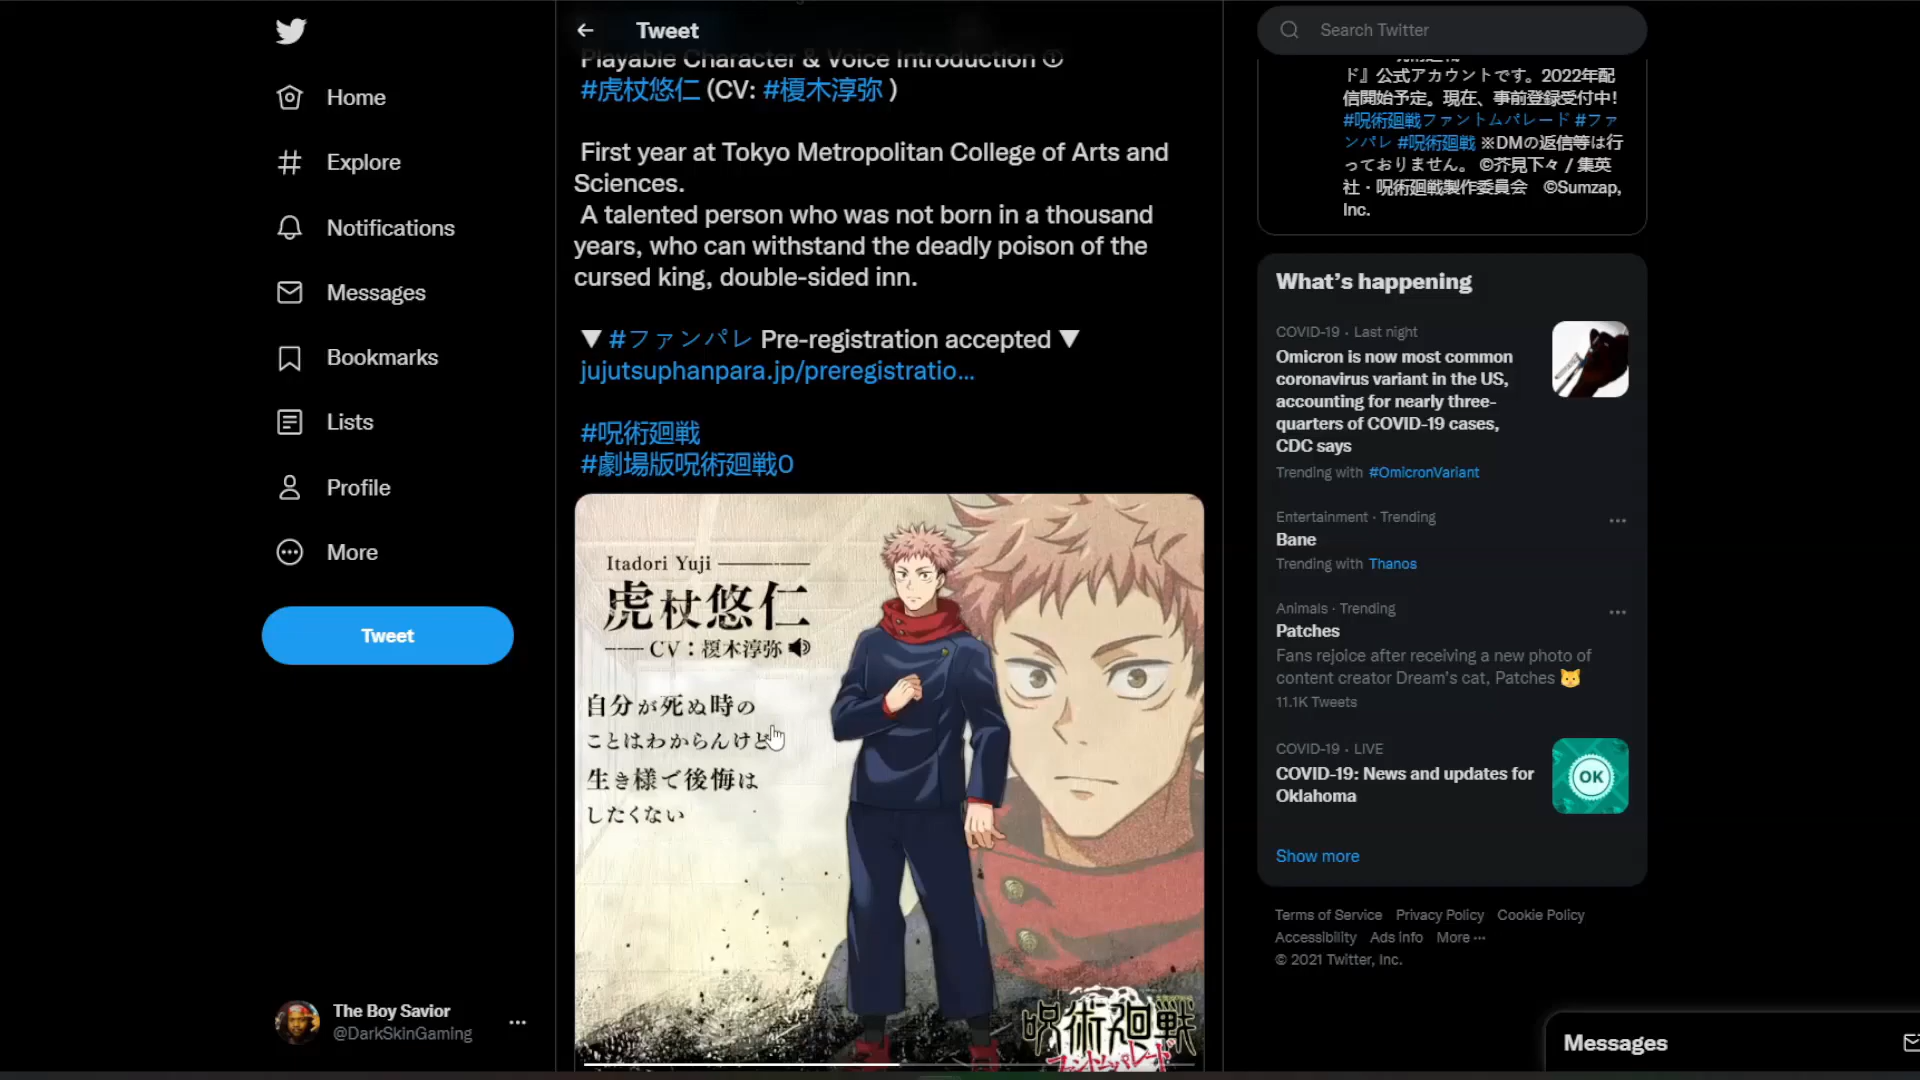 Home
Explore
Notifications
Messages
Bookmarks
Lists
Profile
More
Tweet
The Boy Savior
@DarkSkinGaming
Tweet
Playable Character & Voice Introduction ①
#虎杖悠仁 (CV: #榎木淳弥 )
First year at Tokyo Metropolitan College of Arts and
Sciences.
A talented person who was not born in a thousand
years, who can withstand the deadly poison of the
cursed king, double-sided inn.
▼ #ファンパレ Pre-registration accepted ▼
jujutsuphanpara.jp/preregistratio...
#呪術廻戦
#劇場版呪術廻戦0
Itadori Yuji
虎杖悠仁
CV：榎木淳弥
自分が死ぬ時の
ことはわからんけど
生き様で後悔は
したくない
呪術廻戦
ファントムパレード
Search Twitter
ド』公式アカウントです。2022年配
信開始予定。現在、事前登録受付中!
#呪術廻戦ファントムパレード #ファ
ンパレ #呪術廻戦 ※DMの返信等は行
っておりません。 ©芥見下々 / 集英
社・呪術廻戦製作委員会 ©Sumzap,
Inc.
What's happening
COVID-19 · Last night
Omicron is now most common
coronavirus variant in the US,
accounting for nearly three-
quarters of COVID-19 cases,
CDC says
Trending with #OmicronVariant
Entertainment · Trending
Bane
Trending with Thanos
Animals · Trending
Patches
Fans rejoice after receiving a new photo of
content creator Dream's cat, Patches 🐱
11.1K Tweets
COVID-19 · LIVE
COVID-19: News and updates for
Oklahoma
OK
Show more
Terms of Service Privacy Policy Cookie Policy
Accessibility Ads info More ···
© 2021 Twitter, Inc.
Messages